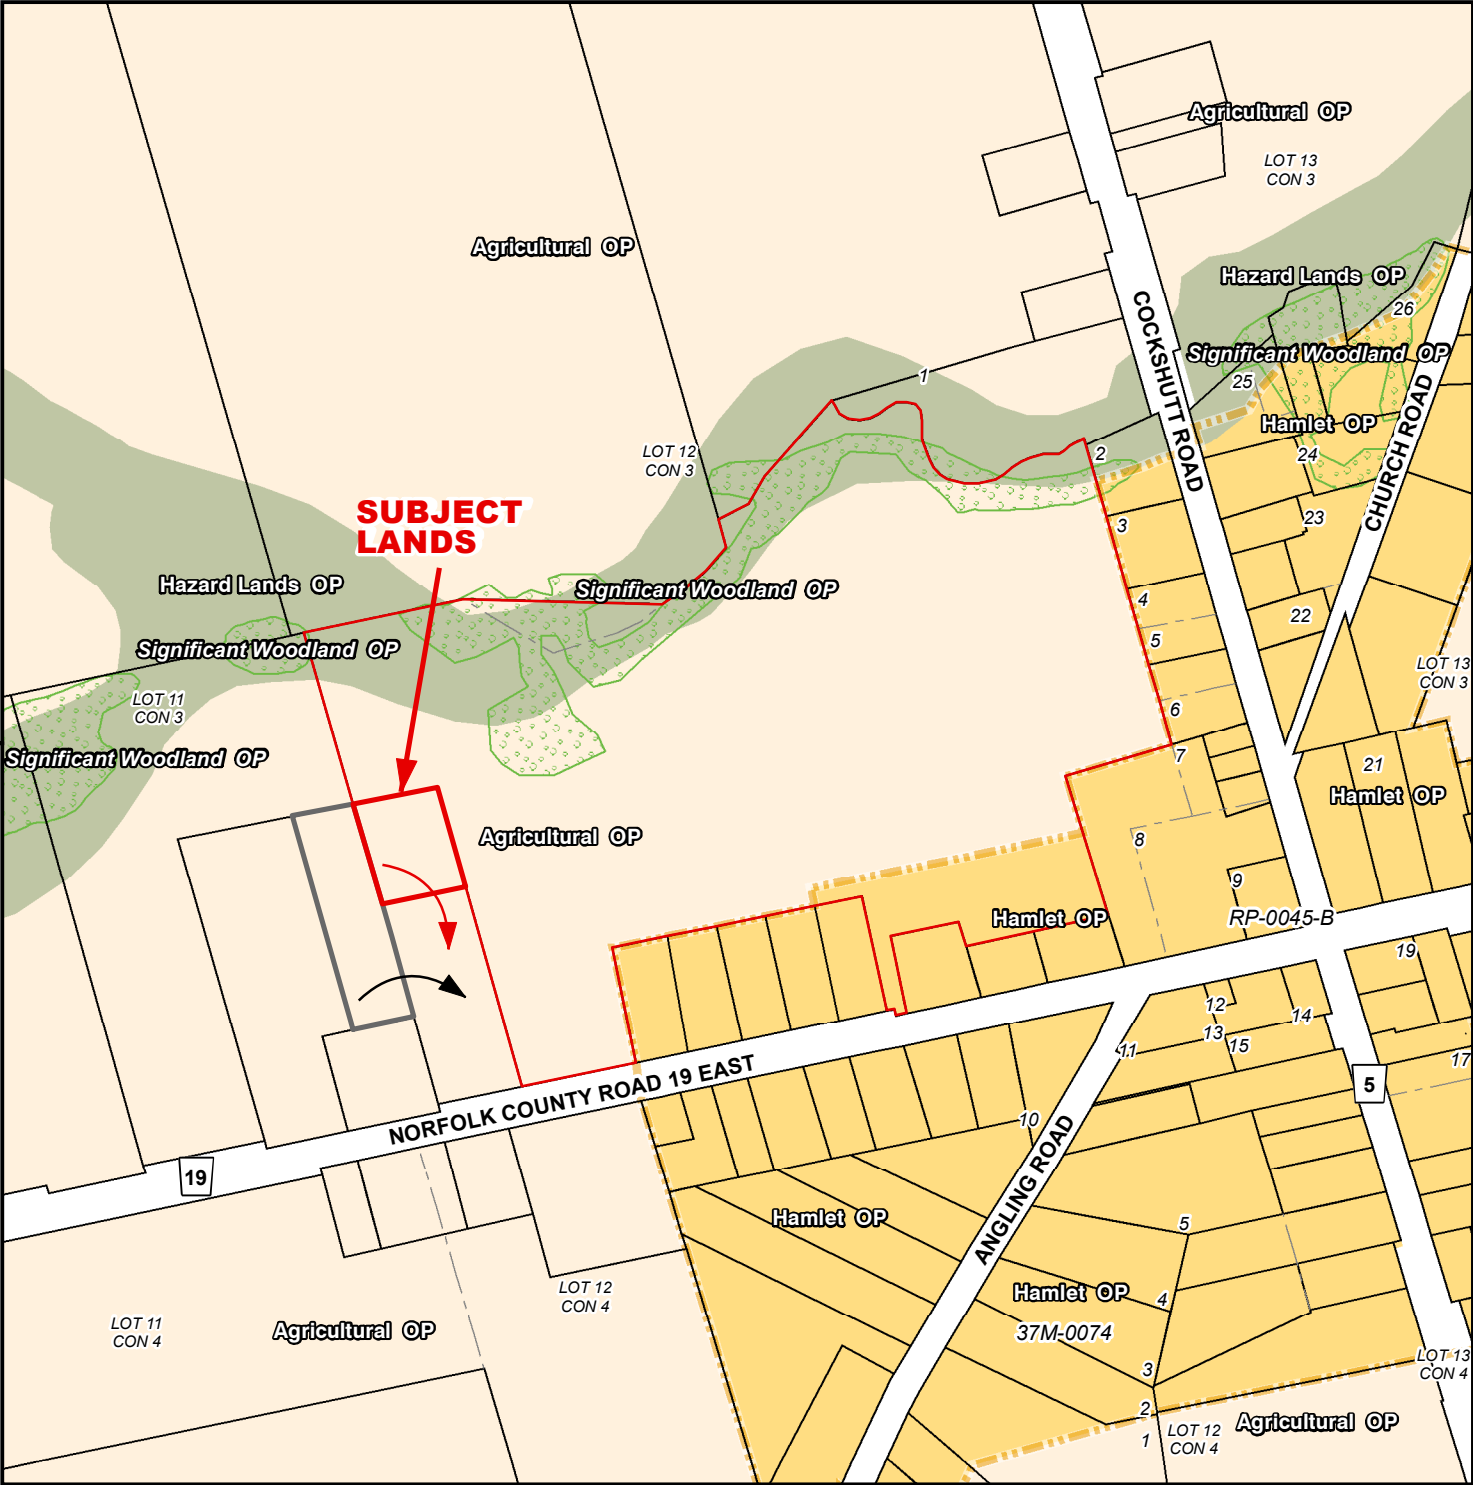 Agricultural OP
LOT 13
CON 3
Agricultural OP
Hazard Lands OP
26
COCKSHUTT ROAD
Significant Woodland OP
1
25
CHURCH ROAD
Hamlet OP
LOT 12
CON 3
2
24
SUBJECT
LANDS
3
23
Hazard Lands OP
Significant Woodland OP
4
22
5
Significant Woodland OP
LOT 13
CON 3
LOT 11
CON 3
6
Significant Woodland OP
7
21
Hamlet OP
Agricultural OP
8
9
Hamlet OP
RP-0045-B
19
12
14
13
15
11
17
NORFOLK COUNTY ROAD 19 EAST
5
10
ANGLING ROAD
19
Hamlet OP
5
LOT 12
CON 4
Hamlet OP
4
LOT 11
CON 4
Agricultural OP
37M-0074
3
LOT 13
CON 4
2
1
LOT 12
CON 4
Agricultural OP